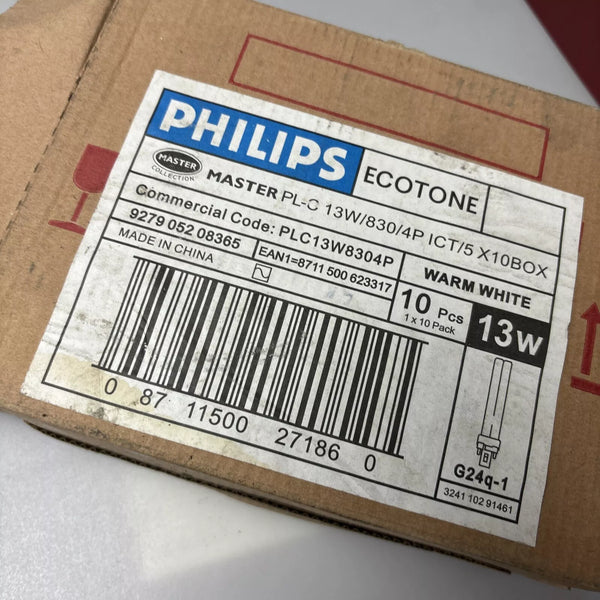 PHILIPS
ECOTONE
MASTER
COLLECTION
MASTER PL-C 13W/830/4P ICT/5 X10BOX
Commercial Code: PLC13W8304P
9279 052 08365
EAN1=8711 500 623317
MADE IN CHINA
WARM WHITE
10 Pcs
1 x 10 Pack
13W
0 87 11500 27186 0
G24q-1
3241 102 91461